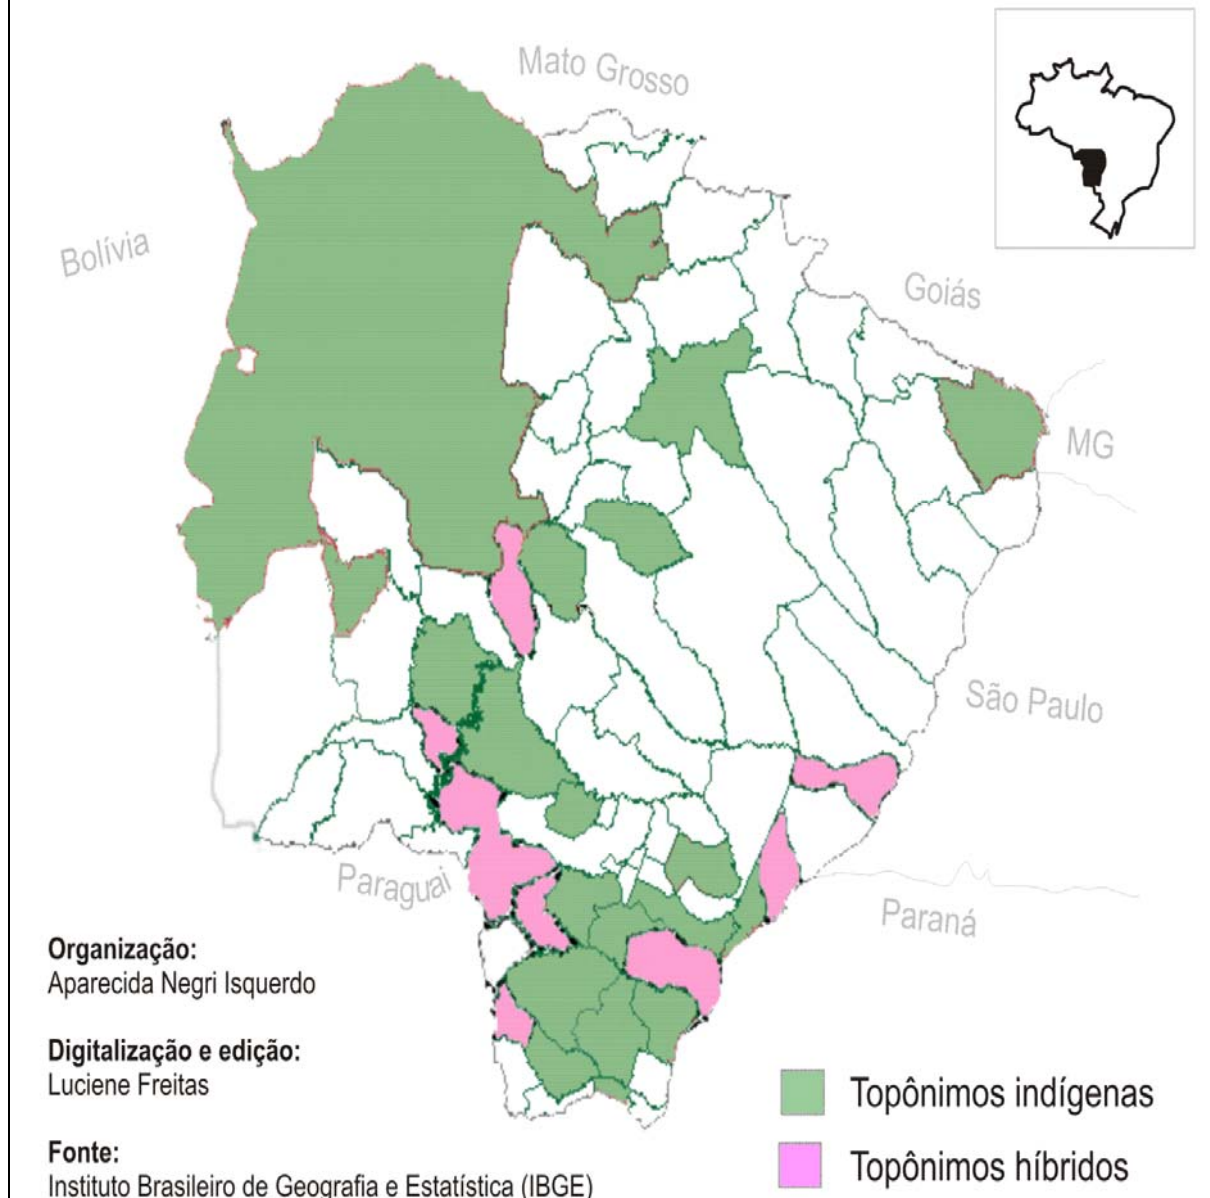 Mato Grosso
Bolívia
Goiás
MG
São Paulo
Paraguai
Paraná
Organização:
Aparecida Negri Isquerdo
Digitalização e edição:
Luciene Freitas
Fonte:
Instituto Brasileiro de Geografia e Estatística (IBGE)
Topônimos indígenas
Topônimos híbridos